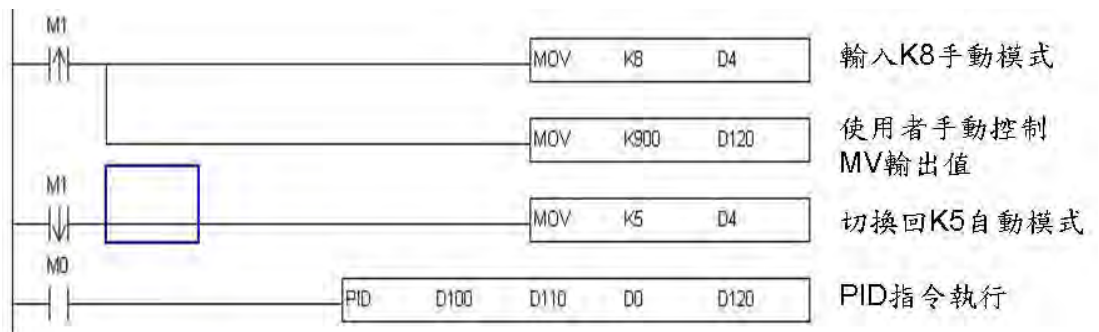 M1
MOV K8 D4 輸入K8手動模式
MOV K900 D120 使用者手動控制
MV輸出值
M1
MOV K5 D4 切換回K5自動模式
M0
PID D100 D110 D0 D120 PID指令執行